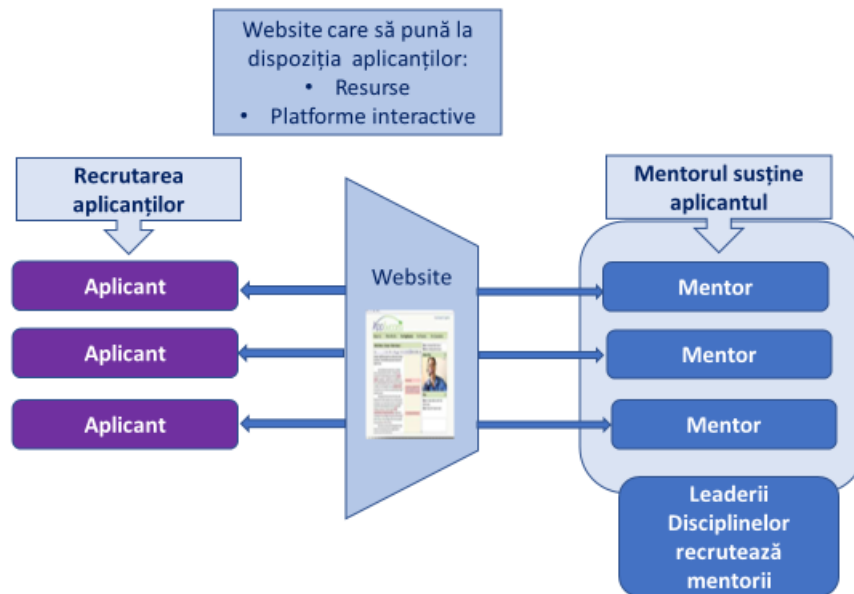 Website care să pună la
dispoziția aplicanților:
• Resurse
• Platforme interactive
Recrutarea
aplicanților
Mentorul susține
aplicantul
Website
Aplicant
Mentor
Aplicant
Mentor
Aplicant
Mentor
Leaderii
Disciplinelor
recrutează
mentorii